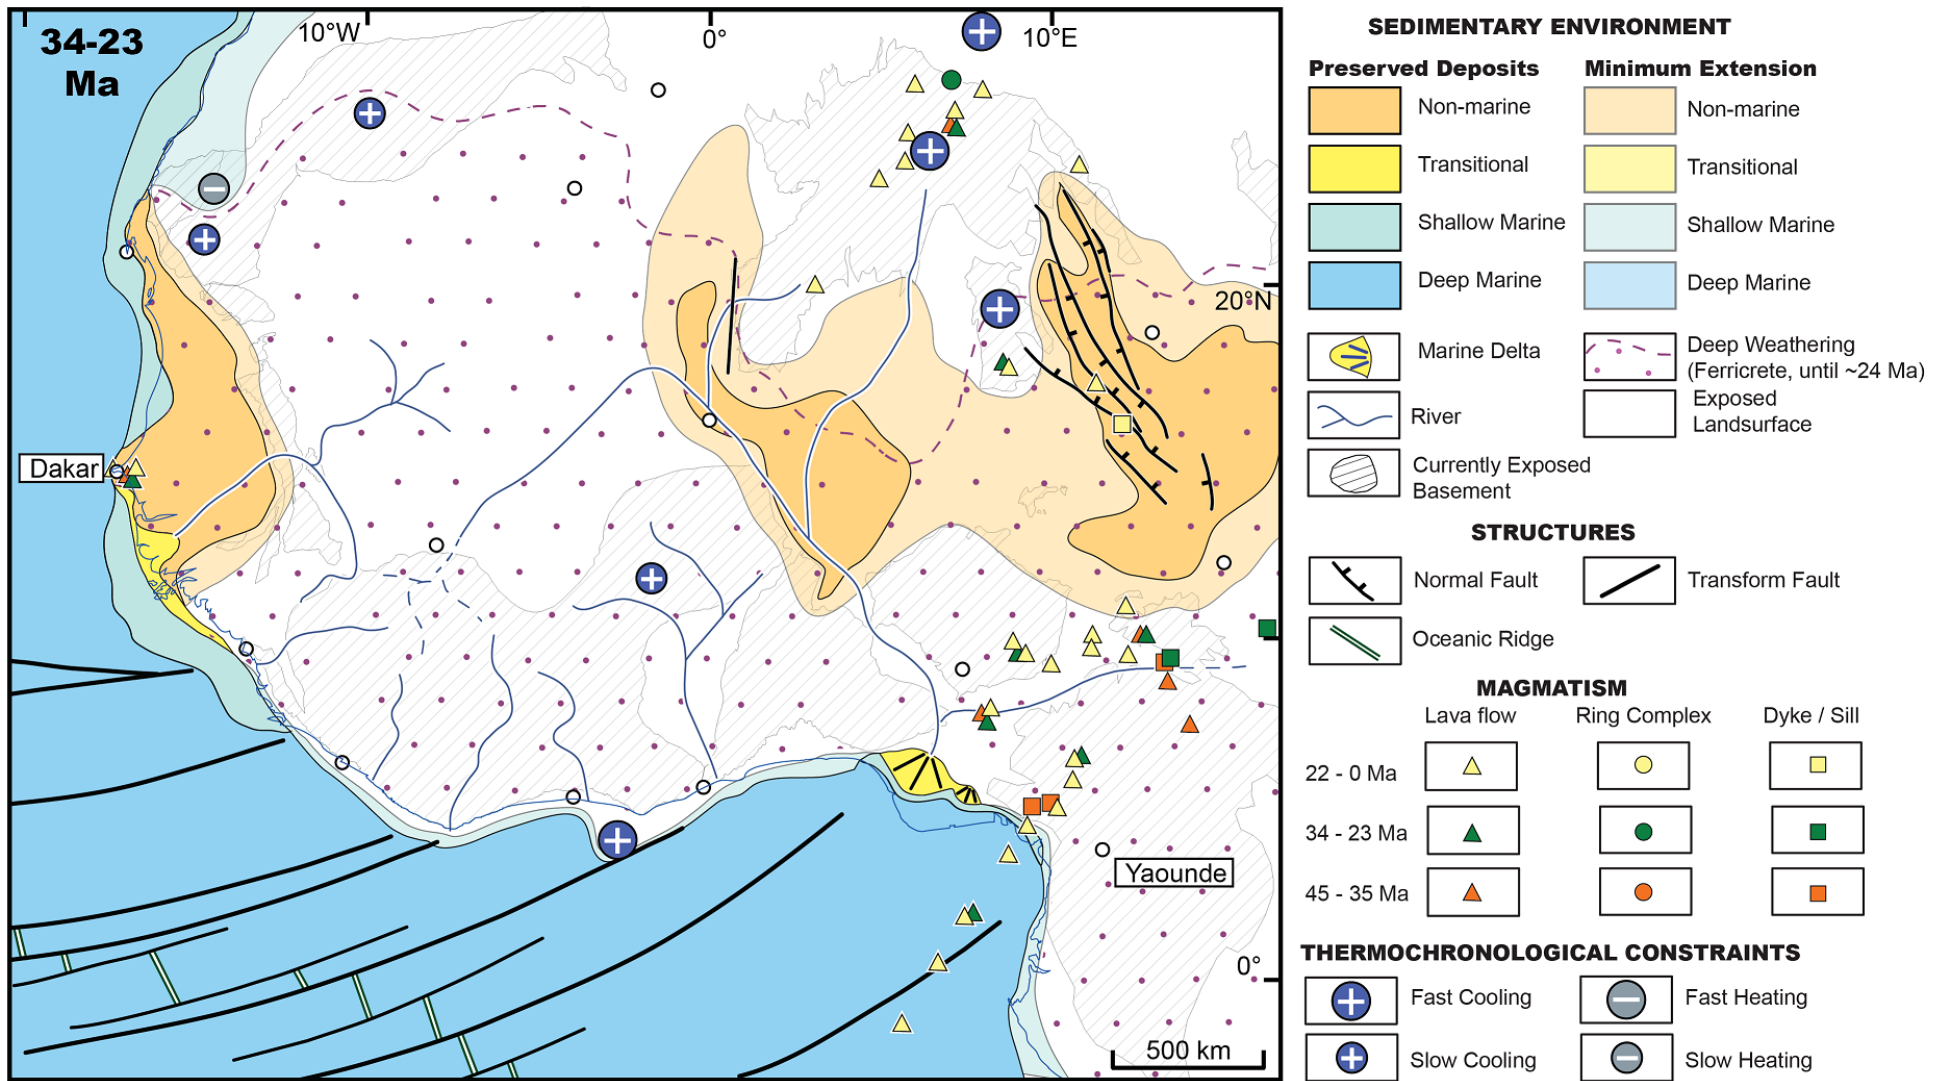 34-23
Ma
10°W
0°
10°E
20°N
Dakar
Yaounde
0°
500 km
SEDIMENTARY ENVIRONMENT
Preserved Deposits
Minimum Extension
Non-marine
Non-marine
Transitional
Transitional
Shallow Marine
Shallow Marine
Deep Marine
Deep Marine
Marine Delta
Deep Weathering
(Ferricrete, until ~24 Ma)
River
Exposed
Landsurface
Currently Exposed
Basement
STRUCTURES
Normal Fault
Transform Fault
Oceanic Ridge
MAGMATISM
Lava flow
Ring Complex
Dyke / Sill
22 - 0 Ma
34 - 23 Ma
45 - 35 Ma
THERMOCHRONOLOGICAL CONSTRAINTS
Fast Cooling
Fast Heating
Slow Cooling
Slow Heating